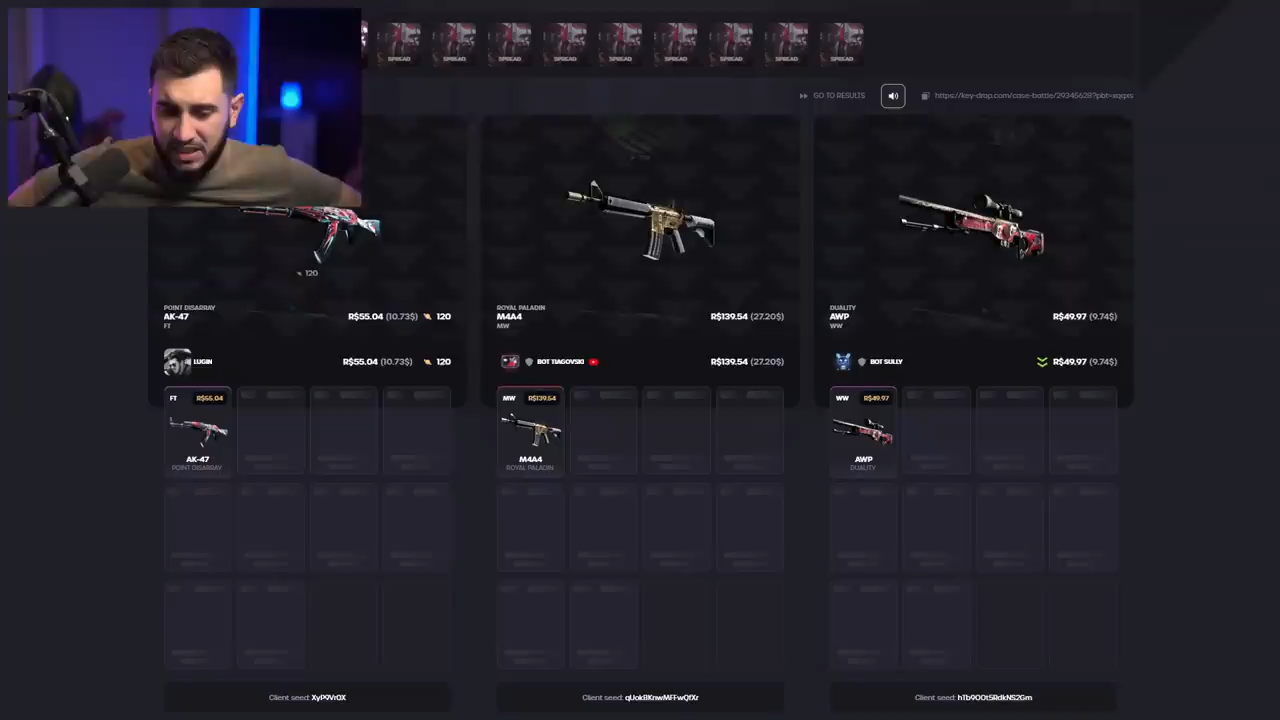 SPREAD SPREAD SPREAD SPREAD SPREAD SPREAD SPREAD SPREAD SPREAD
GO TO RESULTS
https://key-drop.com/case-battle/29345628?pbt=
120
POINT DISARRAY
AK-47
FT
R$55.04 (10.73$) 120
ROYAL PALADIN
M4A4
MW
R$139.54 (27.20$)
DUALITY
AWP
WW
R$49.97 (9.74$)
LUGIN R$55.04 (10.73$) 120
BOT TIAGOVSKI R$139.54 (27.20$)
BOT SULLY R$49.97 (9.74$)
FT R$55.04
AK-47
POINT DISARRAY
MW R$139.54
M4A4
ROYAL PALADIN
WW R$49.97
AWP
DUALITY
Client seed: XyP9Vr0X
Client seed: qUokBKnwMFFwQfXr
Client seed: hTb9O0t5RdkNS2Gm